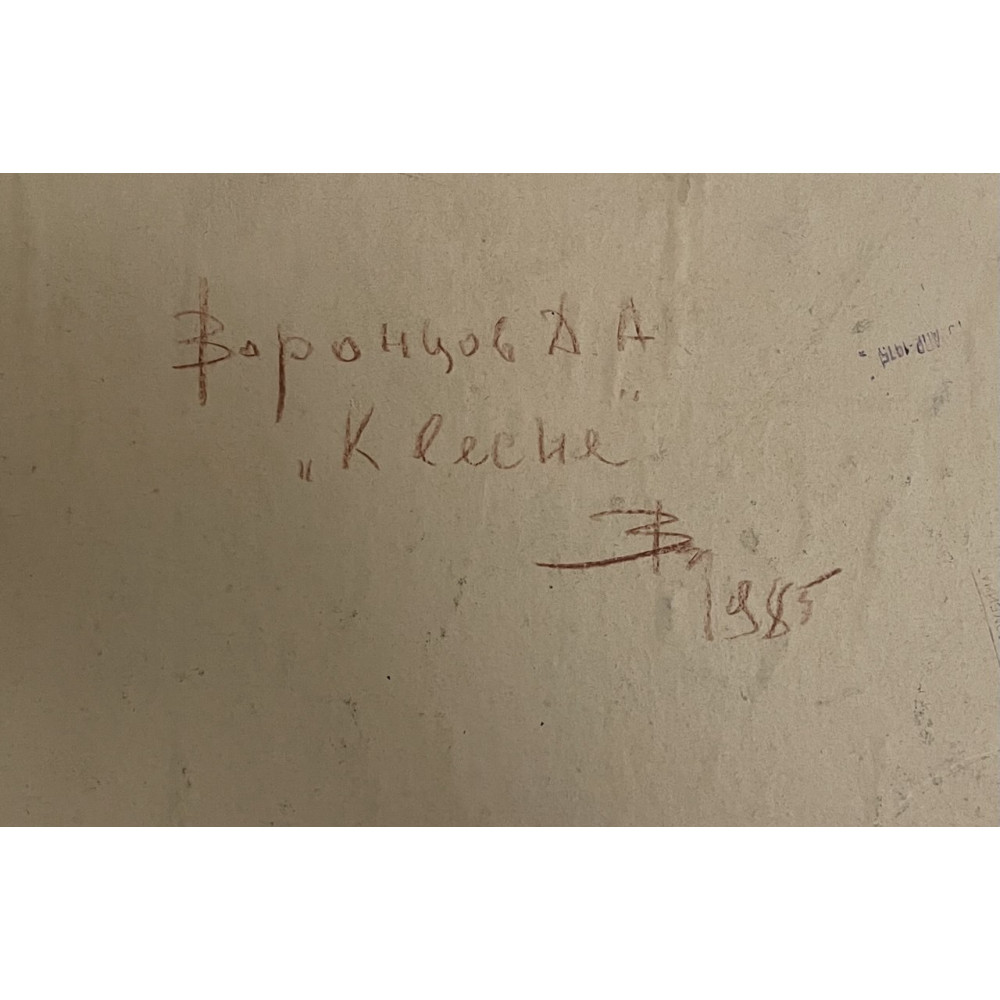 Воронцов Д. А
„К весне"
В, 1985